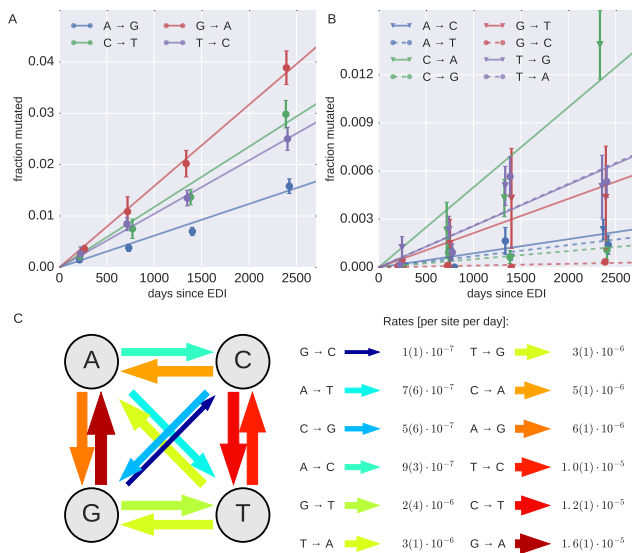 A
A → G
C → T
G → A
T → C
0.04
0.03
0.02
0.01
0.00
fraction mutated
0
500
1000
1500
2000
2500
days since EDI
B
A → C
A → T
C → A
C → G
G → T
G → C
T → G
T → A
0.012
0.009
0.006
0.003
0.000
fraction mutated
0
500
1000
1500
2000
2500
days since EDI
C
A
C
G
T
Rates [per site per day]:
G → C 1(1) · 10⁻⁷
A → T 7(6) · 10⁻⁷
C → G 5(6) · 10⁻⁷
A → C 9(3) · 10⁻⁷
G → T 2(4) · 10⁻⁶
T → A 3(1) · 10⁻⁶
T → G 3(1) · 10⁻⁶
C → A 5(1) · 10⁻⁶
A → G 6(1) · 10⁻⁶
T → C 1.0(1) · 10⁻⁵
C → T 1.2(1) · 10⁻⁵
G → A 1.6(1) · 10⁻⁵